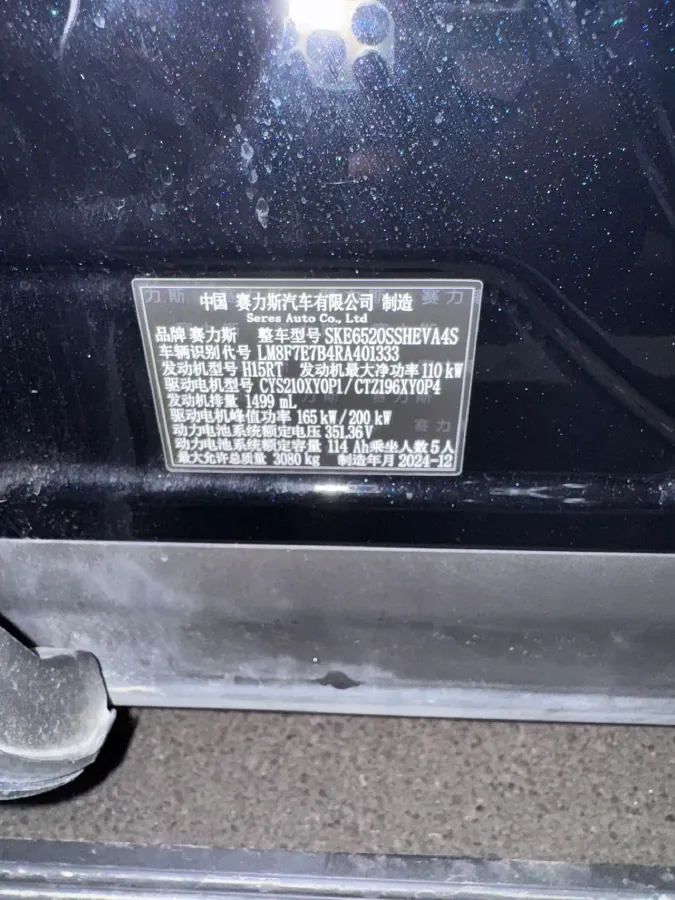 中国 赛力斯汽车有限公司 制造
Seres Auto Co., Ltd
品牌 赛力斯 整车型号 SKE6520SSHEVA4S
车辆识别代号 LM8F7E7B4RA401333
发动机型号 H15RT 发动机最大净功率 110 kW
驱动电机型号 CYS210XY0P1/CTZ196XY0P4
发动机排量 1499 mL
驱动电机峰值功率 165 kW/200 kW
动力电池系统额定电压 351.36 V
动力电池系统额定容量 114 Ah 乘坐人数 5 人
最大允许总质量 3080 kg 制造年月 2024-12